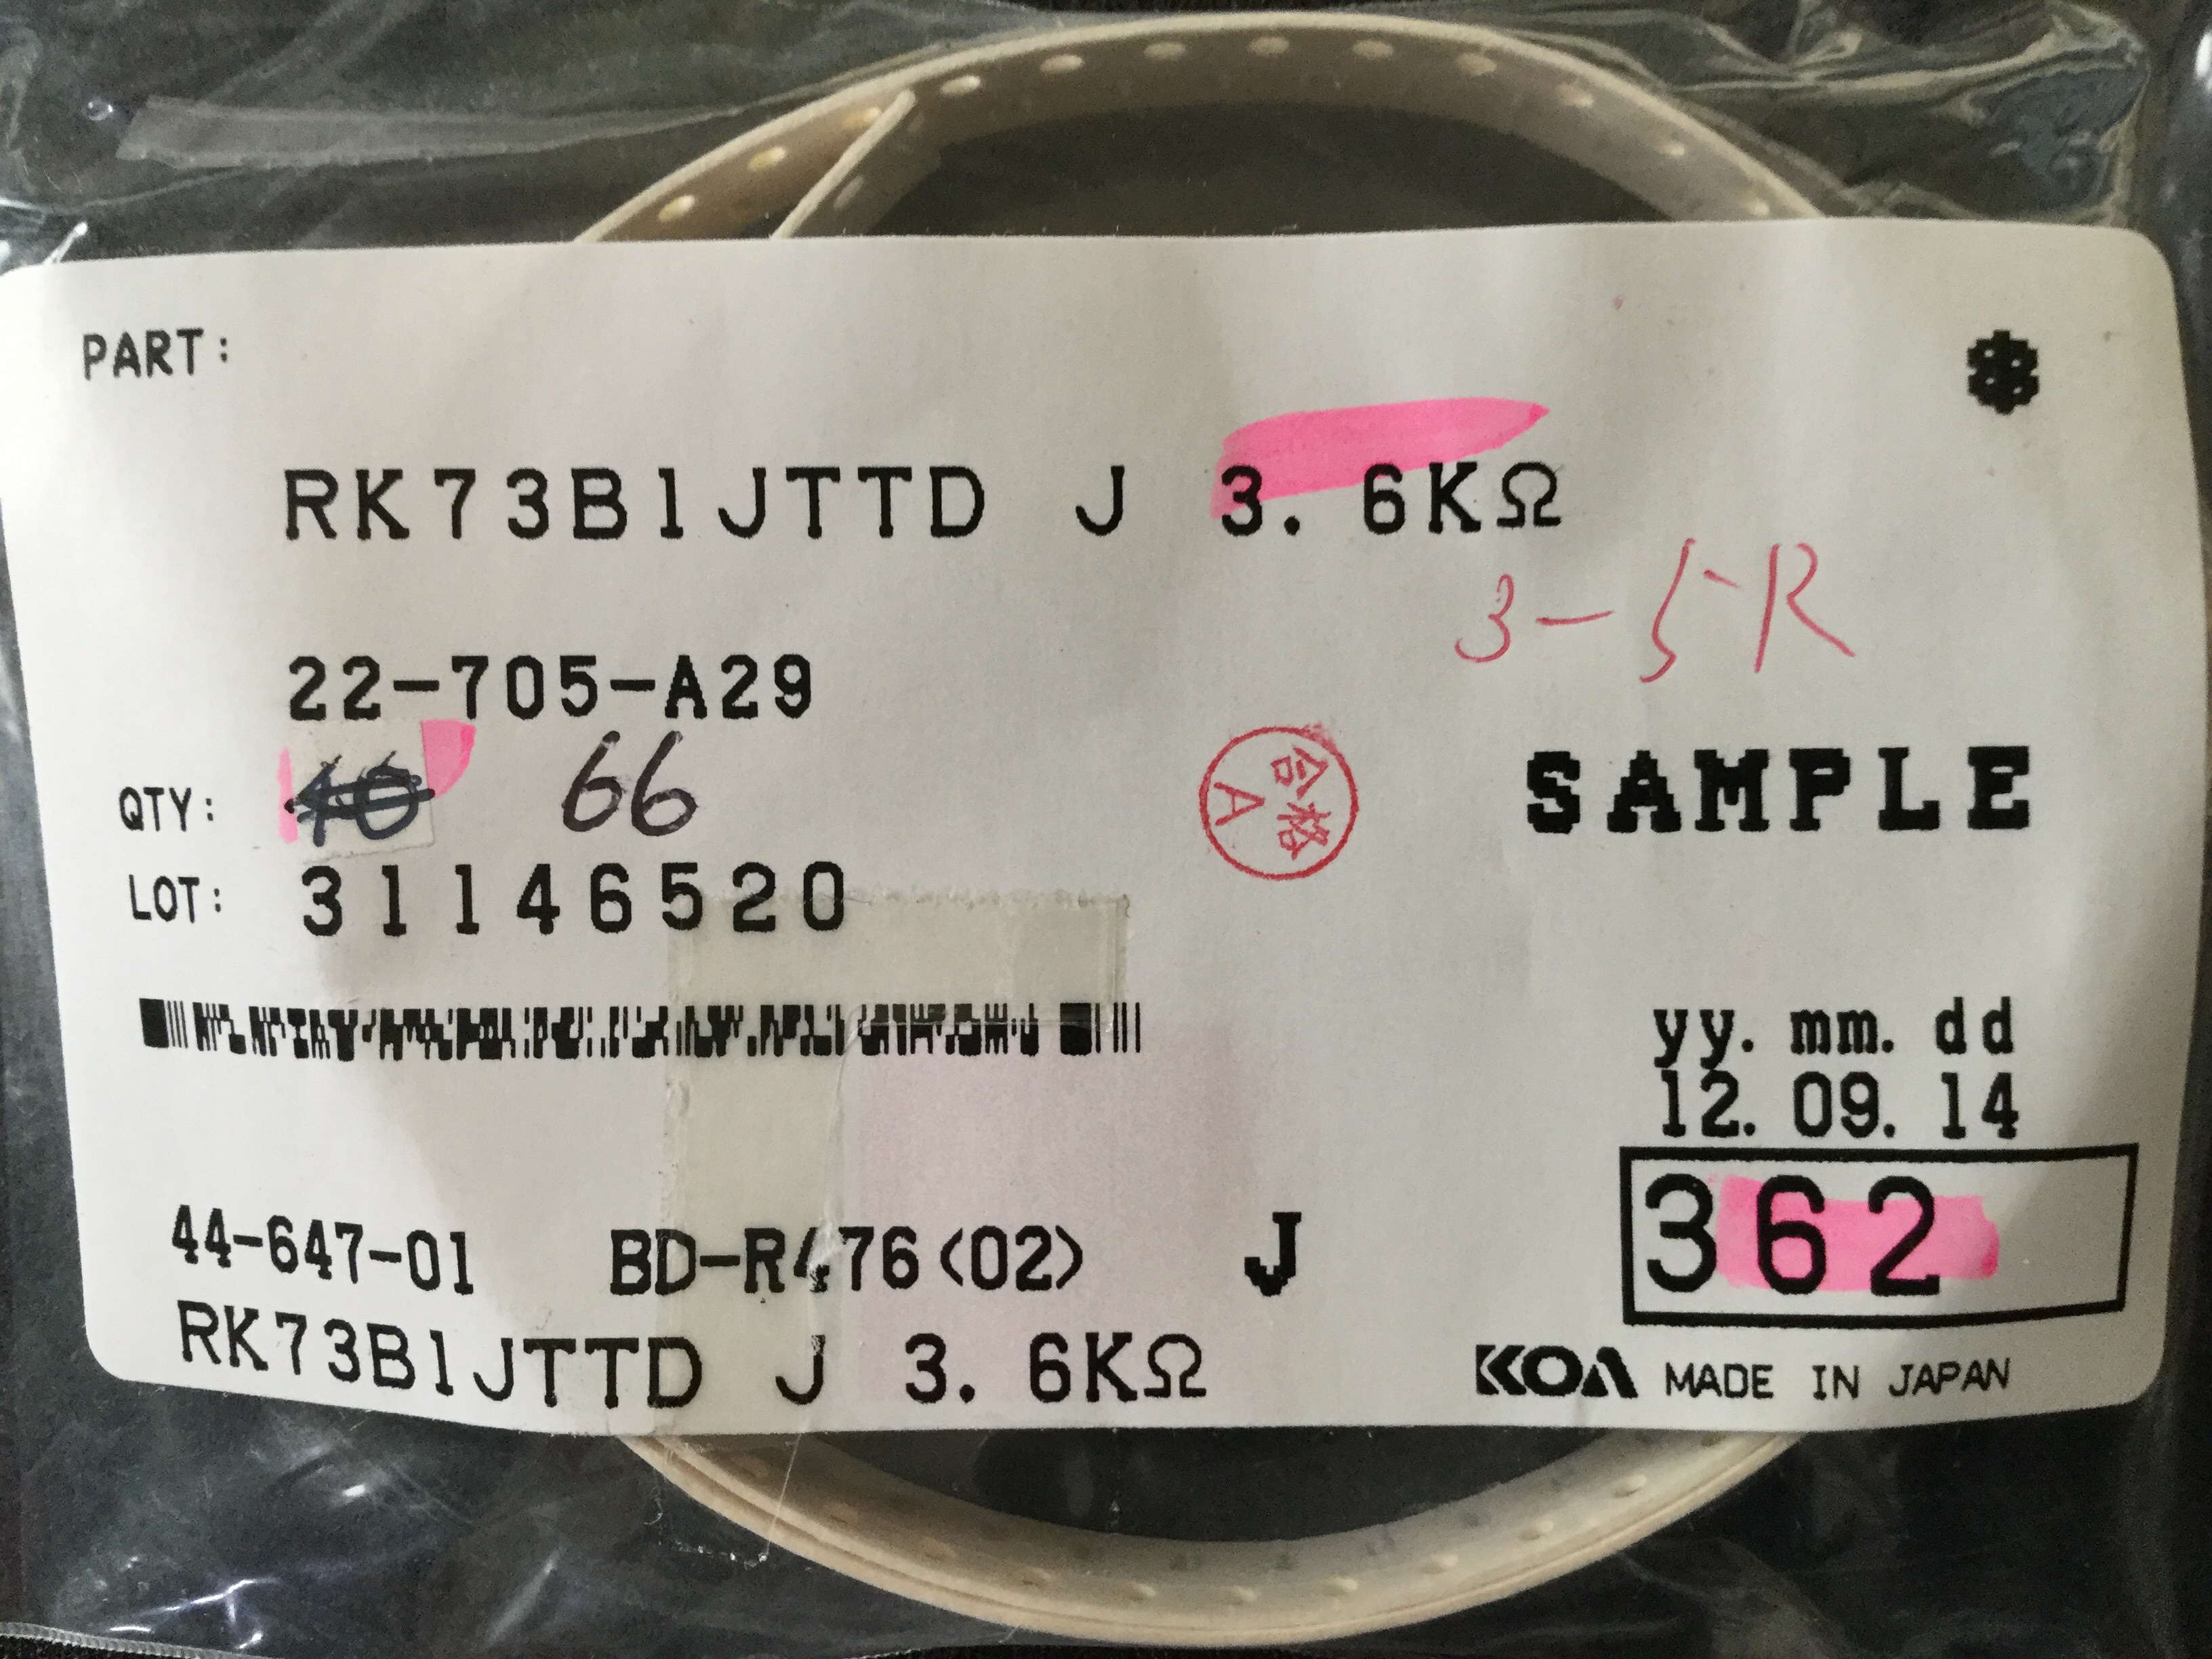 PART:
RK73B1JTTD J 3.6KΩ
3-5-R
22-705-A29
QTY: 66
合格
A
SAMPLE
LOT: 31146520
yy. mm. dd
12. 09. 14
362
44-647-01 BD-R476<02> J
RK73B1JTTD J 3.6KΩ
KOA MADE IN JAPAN